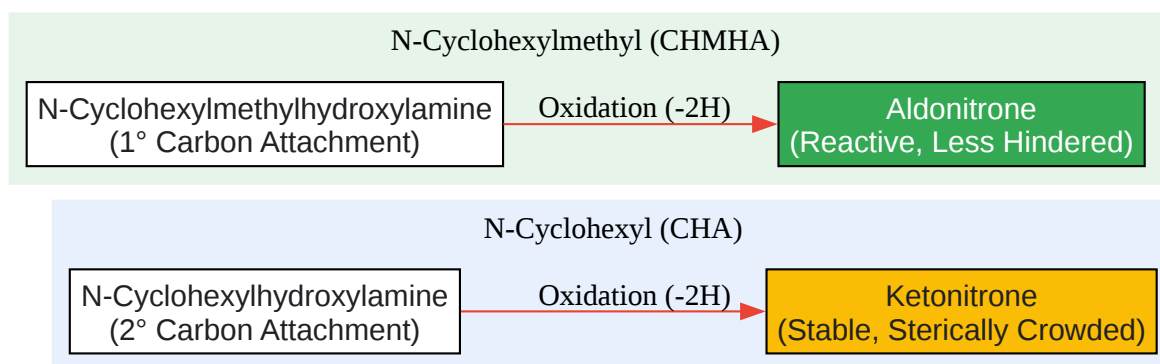 N-Cyclohexylmethyl (CHMHA)
N-Cyclohexylmethylhydroxylamine
(1° Carbon Attachment)
Oxidation (-2H)
Aldonitrone
(Reactive, Less Hindered)
N-Cyclohexyl (CHA)
N-Cyclohexylhydroxylamine
(2° Carbon Attachment)
Oxidation (-2H)
Ketonitrone
(Stable, Sterically Crowded)